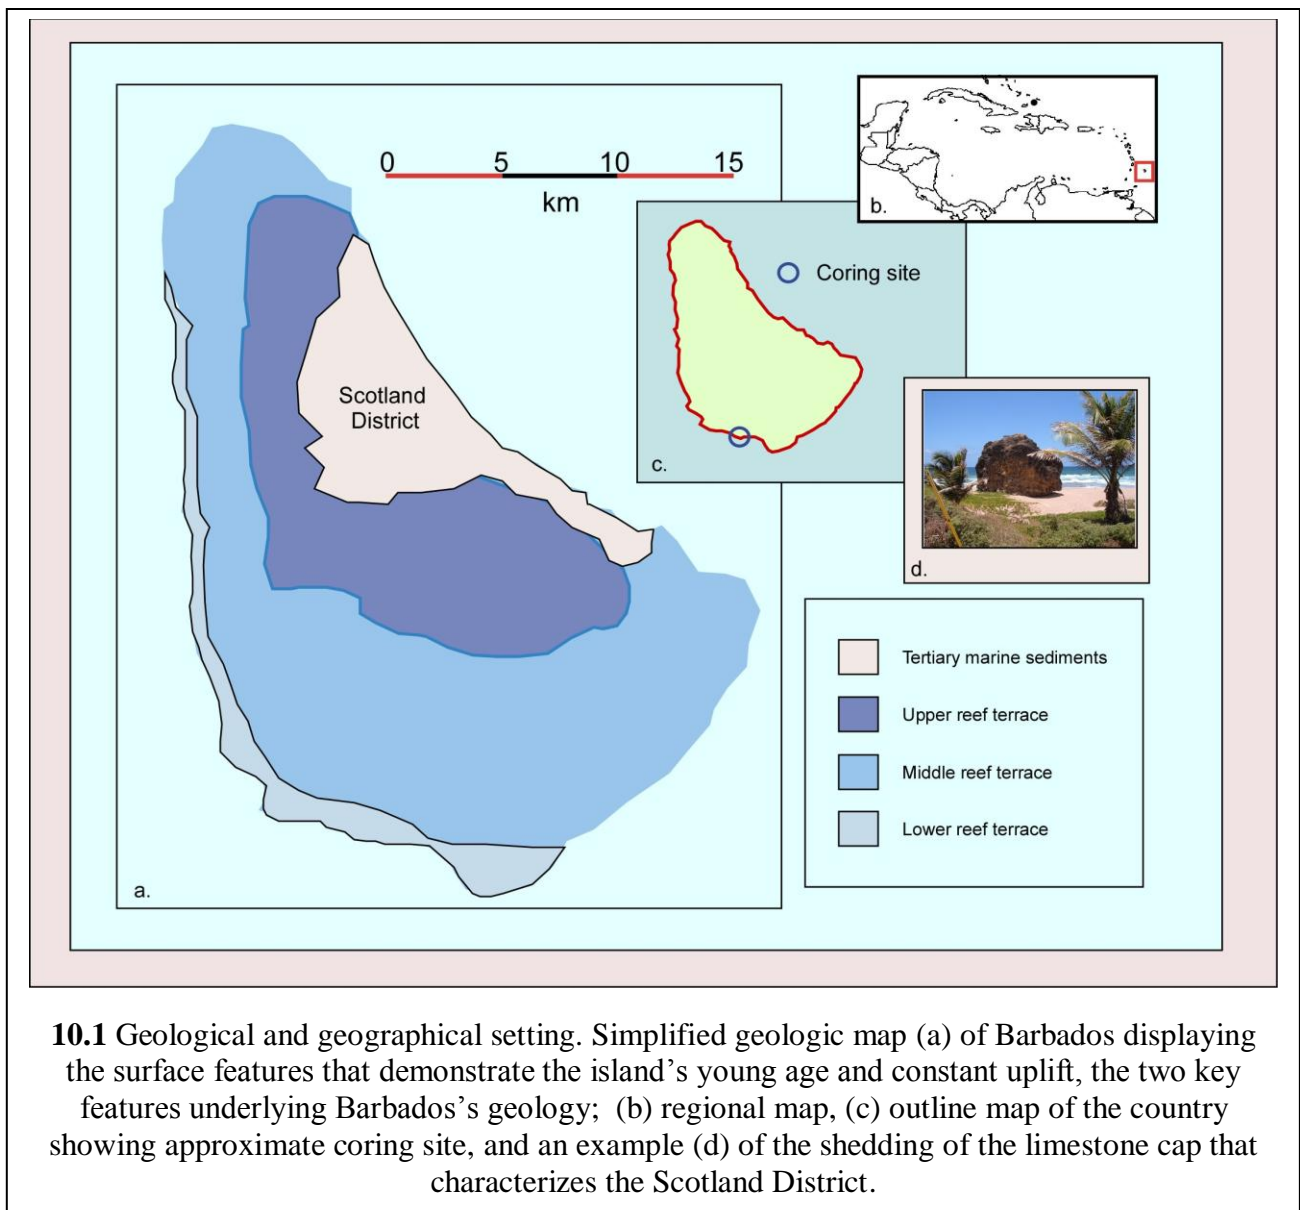 0 5 10 15
km
b.
Coring site
Scotland
District
c.
d.
Tertiary marine sediments
Upper reef terrace
Middle reef terrace
Lower reef terrace
a.
10.1 Geological and geographical setting. Simplified geologic map (a) of Barbados displaying
the surface features that demonstrate the island’s young age and constant uplift, the two key
features underlying Barbados’s geology;  (b) regional map, (c) outline map of the country
showing approximate coring site, and an example (d) of the shedding of the limestone cap that
characterizes the Scotland District.